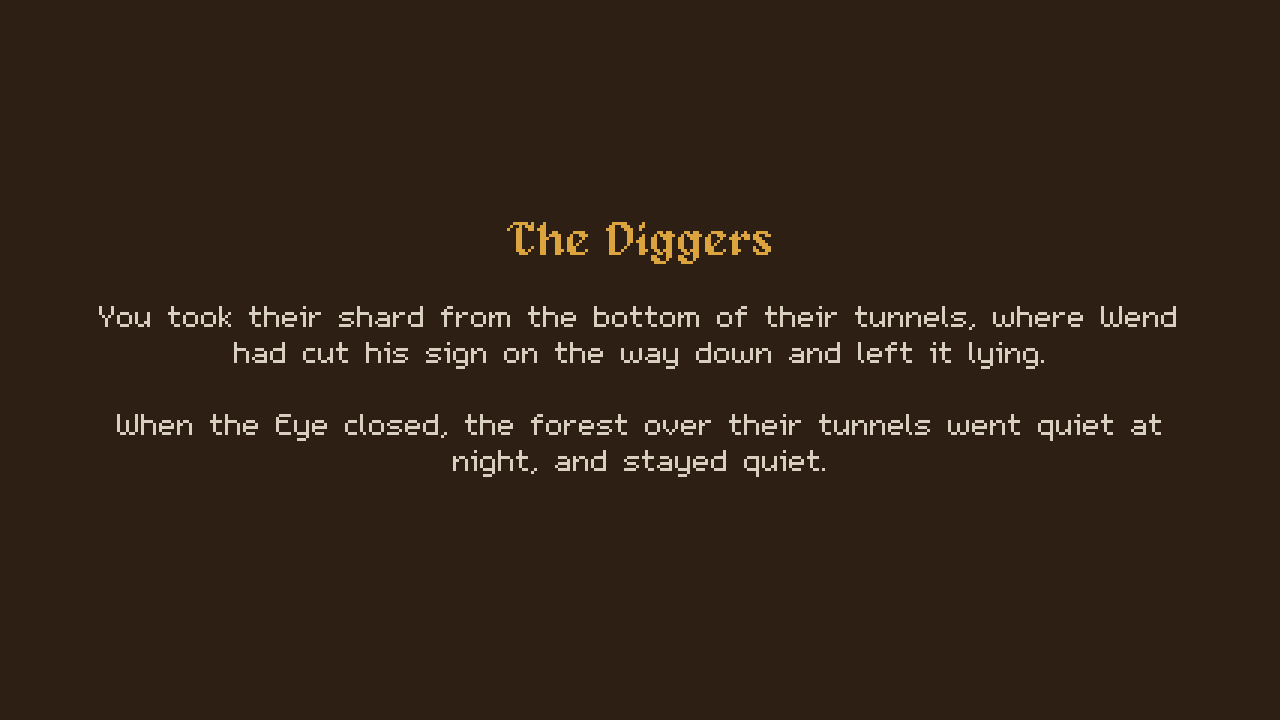 The Diggers
You took their shard from the bottom of their tunnels, where Wend
had cut his sign on the way down and left it lying.
When the Eye closed, the forest over their tunnels went quiet at
night, and stayed quiet.